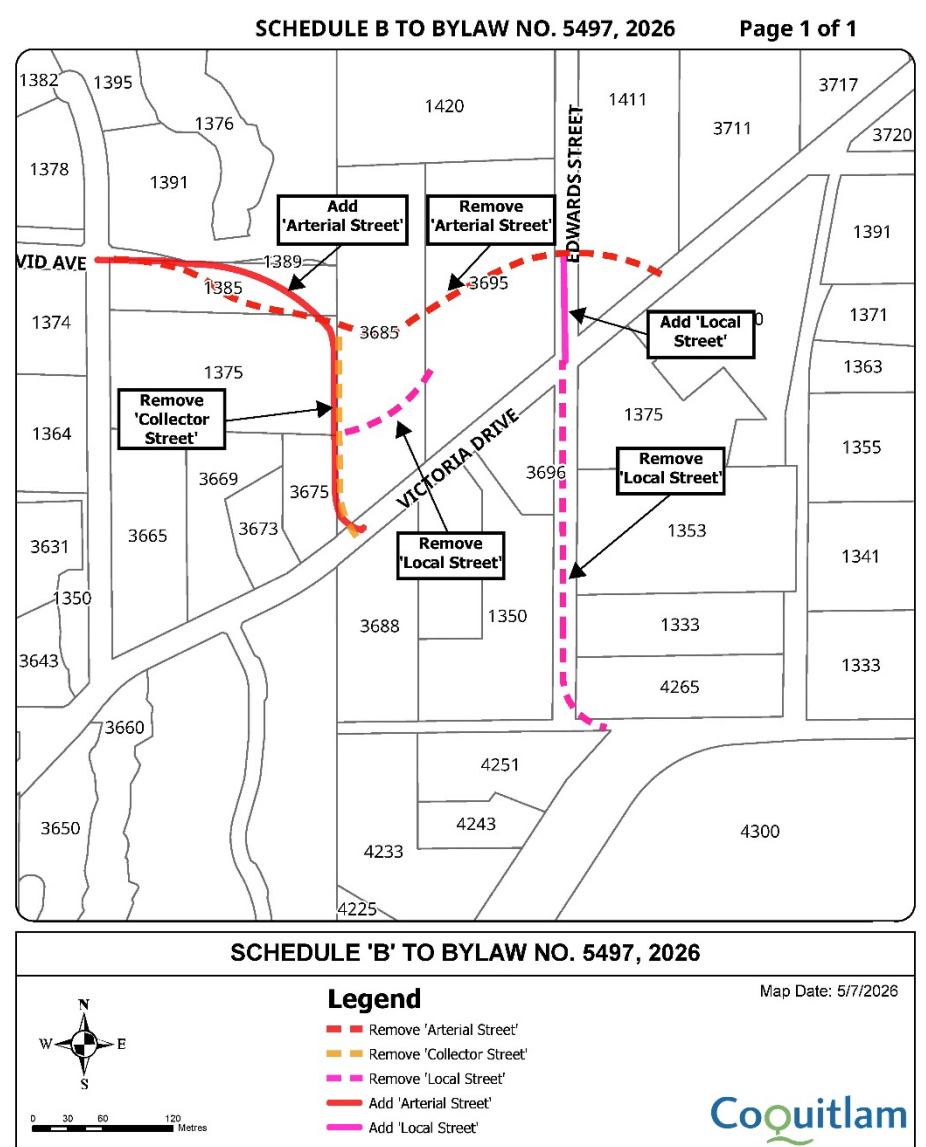 SCHEDULE B TO BYLAW NO. 5497, 2026 Page 1 of 1
1382
1395
1376
1420
1411
3711
3717
3720
1378
1391
EDWARDS STREET
Add
'Arterial Street'
Remove
'Arterial Street'
1391
VID AVE
1389
1385
3695
1374
3685
Add 'Local
Street'
0
1371
1375
1363
Remove
'Collector
Street'
1375
1364
VICTORIA DRIVE
1355
3669
3675
3696
Remove
'Local Street'
3631
3665
3673
Remove
'Local Street'
1353
1341
1350
3688
1350
1333
3643
4265
1333
3660
4251
3650
4243
4300
4233
4225
SCHEDULE 'B' TO BYLAW NO. 5497, 2026
N
W E
S
0 30 60 120
Metres
Legend
Remove 'Arterial Street'
Remove 'Collector Street'
Remove 'Local Street'
Add 'Arterial Street'
Add 'Local Street'
Map Date: 5/7/2026
Coquitlam